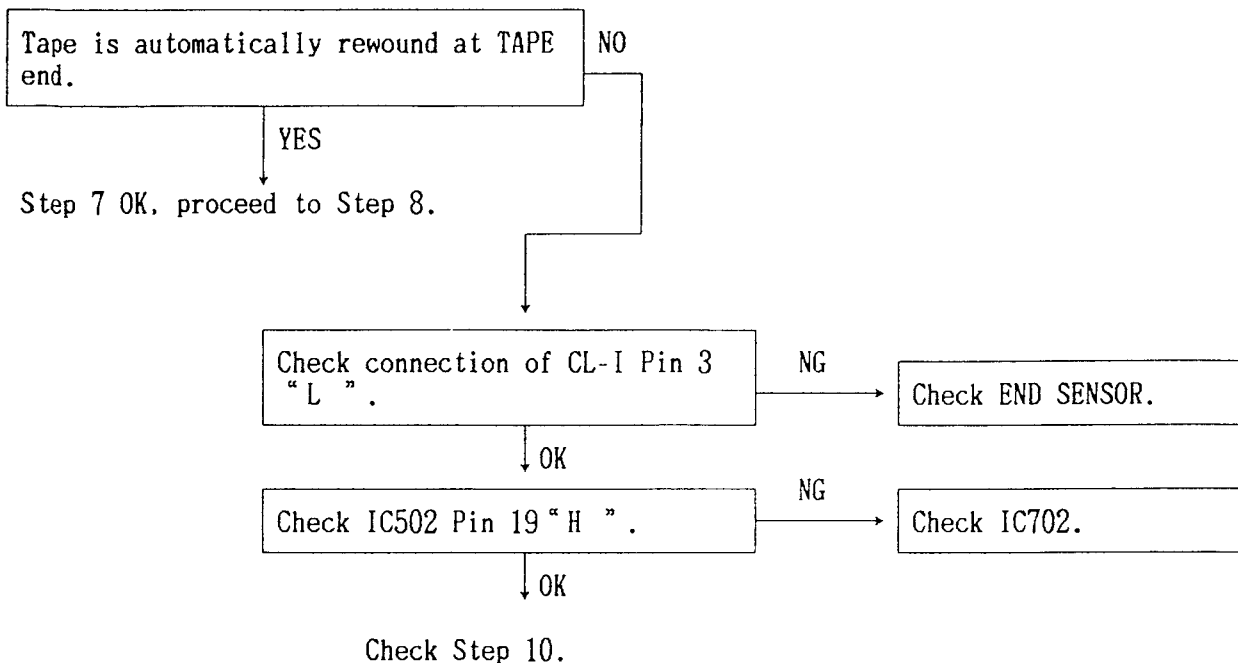 Tape is automatically rewound at TAPE
end.
NO
YES
Step 7 OK, proceed to Step 8.
Check connection of CL-I Pin 3
“ L ”.
NG
Check END SENSOR.
OK
Check IC502 Pin 19 “ H ”.
NG
Check IC702.
OK
Check Step 10.